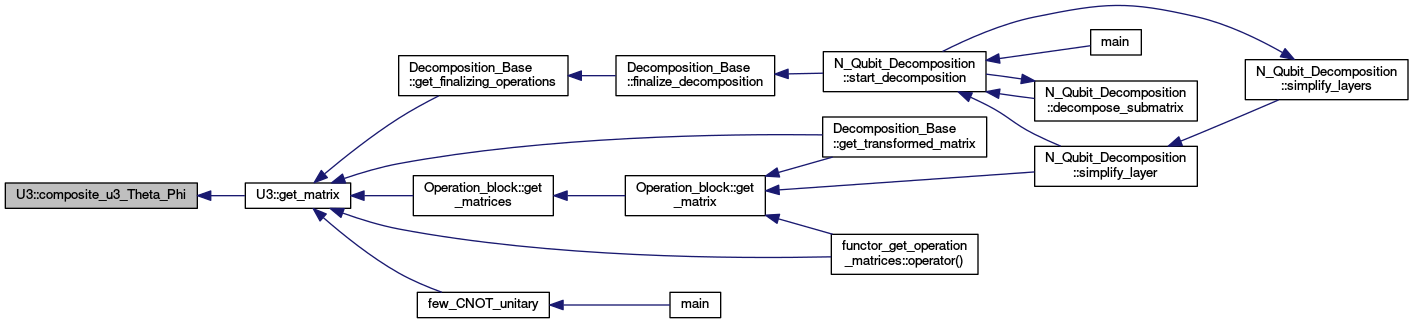 U3::composite_u3_Theta_Phi
U3::get_matrix
Decomposition_Base
::get_finalizing_operations
Decomposition_Base
::finalize_decomposition
N_Qubit_Decomposition
::start_decomposition
main
N_Qubit_Decomposition
::decompose_submatrix
N_Qubit_Decomposition
::simplify_layers
Decomposition_Base
::get_transformed_matrix
N_Qubit_Decomposition
::simplify_layer
Operation_block::get
_matrices
Operation_block::get
_matrix
functor_get_operation
_matrices::operator()
few_CNOT_unitary
main